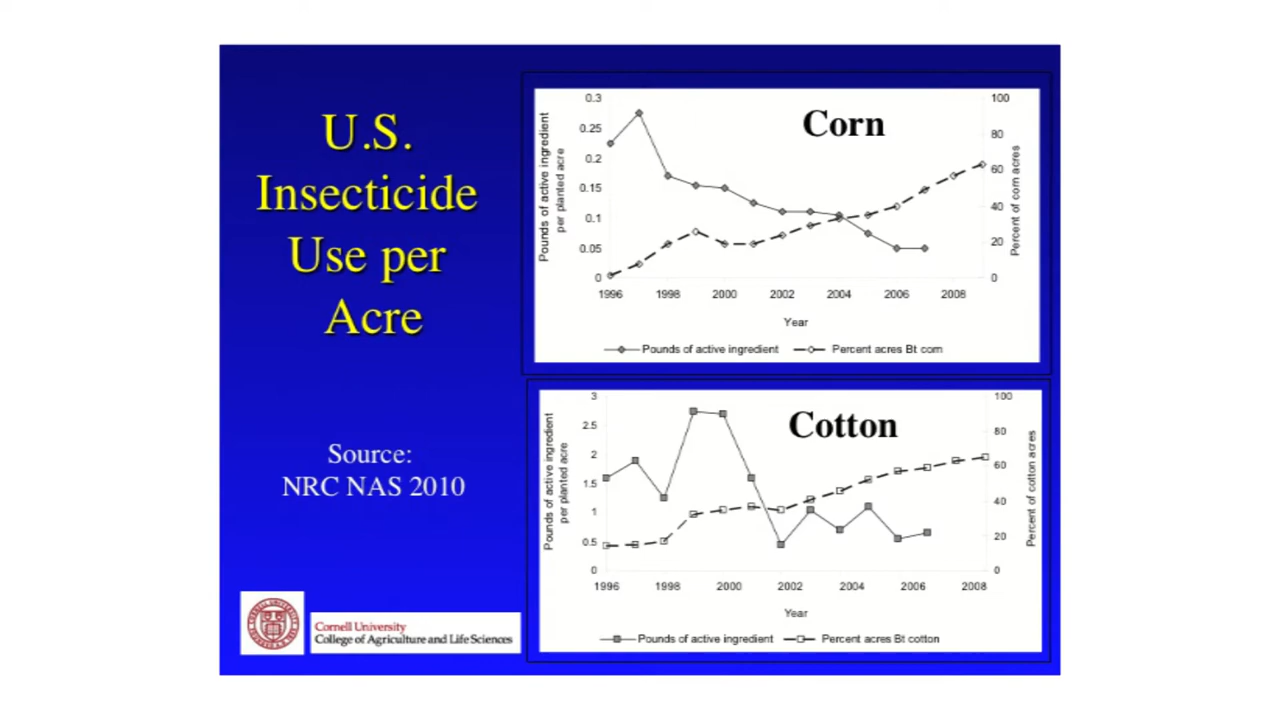 U.S.
Insecticide
Use per
Acre
Source:
NRC NAS 2010
Cornell University
College of Agriculture and Life Sciences
Corn
Pounds of active ingredient
per planted acre
0.3
0.25
0.2
0.15
0.1
0.05
0
100
80
60
40
20
0
Percent of corn acres
1996 1998 2000 2002 2004 2006 2008
Year
Pounds of active ingredient Percent acres Bt corn
Cotton
Pounds of active ingredient
per planted acre
3
2.5
2
1.5
1
0.5
0
100
80
60
40
20
0
Percent of cotton acres
1996 1998 2000 2002 2004 2006 2008
Year
Pounds of active ingredient Percent acres Bt cotton